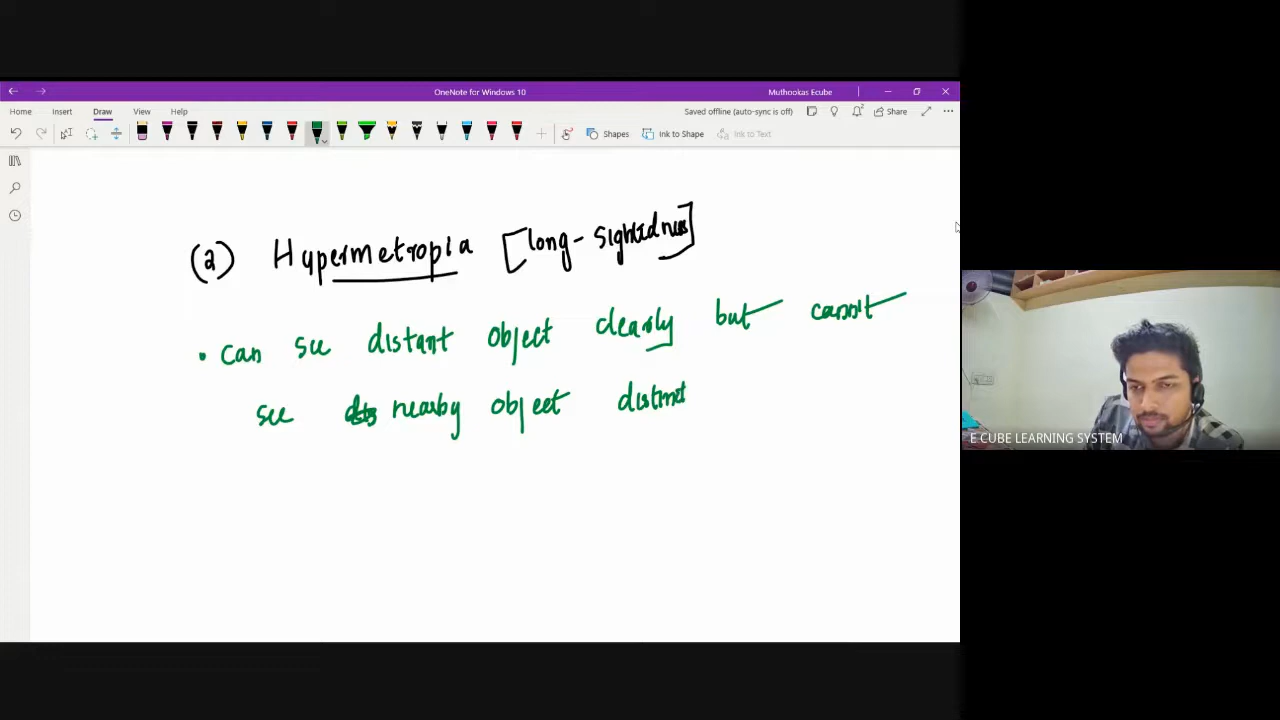 OneNote for Windows 10
Muthookas Ecube
Home Insert Draw View Help
Saved offline (auto-sync is off)
Share
Shapes
Ink to Shape
Ink to Text
(2) Hypermetropia [long-sightedness]
• can see distant object clearly but cannot
see nearby object distinct
E CUBE LEARNING SYSTEM